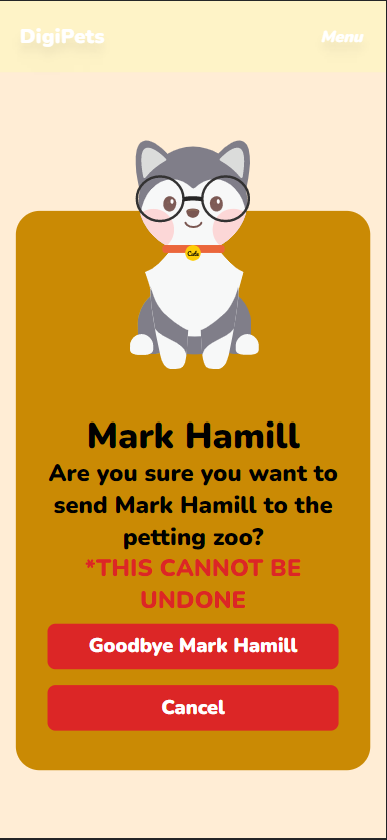 DigiPets
Menu
Cute
Mark Hamill
Are you sure you want to
send Mark Hamill to the
petting zoo?
*THIS CANNOT BE
UNDONE
Goodbye Mark Hamill
Cancel